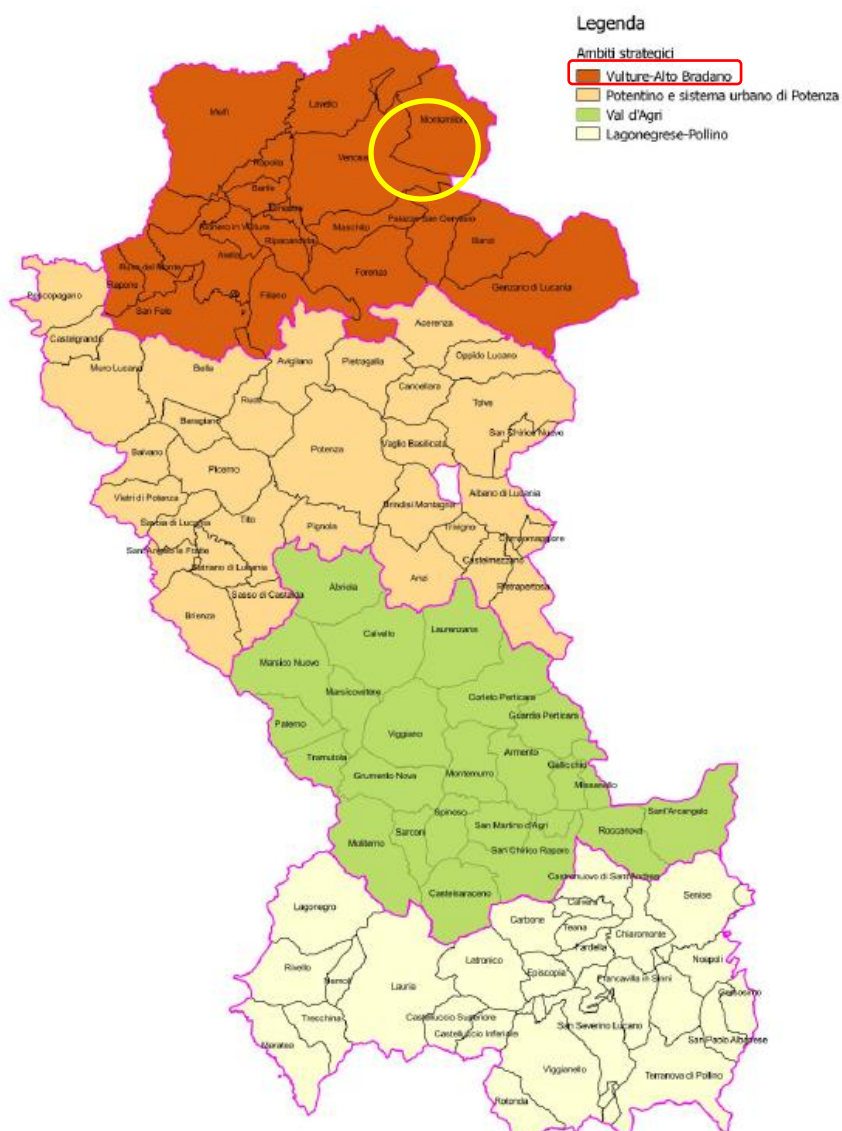 Legenda
Ambiti strategici
Vulture-Alto Bradano
Potentino e sistema urbano di Potenza
Val d'Agri
Lagonegrese-Pollino
Melfi
Lavello
Montemilone
Venosa
Rapolla
Barile
Ginestra
Rionero in Vulture
Ripacandida
Maschito
Palazzo San Gervasio
Banzi
Atella
Forenza
Genzano di Lucania
Ruvo del Monte
Rapone
San Fele
Filiano
Pescopagano
Acerenza
Castelgrande
Muro Lucano
Bella
Avigliano
Pietragalla
Oppido Lucano
Cancellara
Ruoti
Tolve
Baragiano
San Chirico Nuovo
Balvano
Potenza
Vaglio Basilicata
Picerno
Vietri di Potenza
Albano di Lucania
Brindisi Montagna
Savoia di Lucania
Tito
Pignola
Trivigno
Campomaggiore
Sant'Angelo le Fratte
Satriano di Lucania
Castelmezzano
Anzi
Pietrapertosa
Sasso di Castalda
Brienza
Abriola
Calvello
Laurenzana
Marsico Nuovo
Marsicovetere
Corleto Perticara
Guardia Perticara
Paterno
Viggiano
Armento
Tramutola
Gallicchio
Grumento Nova
Montemurro
Missanello
Spinoso
Sant'Arcangelo
Sarconi
San Martino d'Agri
Roccanova
Moliterno
San Chirico Raparo
Castronuovo di Sant'Andrea
Castelsaraceno
Senise
Lagonegro
Calvera
Carbone
Teana
Chiaromonte
Fardella
Latronico
Noepoli
Rivello
Episcopia
Nemoli
Lauria
Francavilla in Sinni
Cersosimo
Trecchina
Castelluccio Superiore
San Severino Lucano
Castelluccio Inferiore
San Paolo Albanese
Maratea
Viggianello
Terranova di Pollino
Rotonda